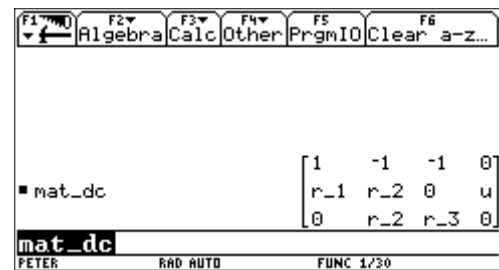 F1 F2 F3 F4 F5 F6
Algebra Calc Other PrgmIO Clear a-z…
1 -1 -1 0
▪ mat_dc r_1 r_2 0 u
0 r_2 r_3 0
mat_dc
PETER RAD AUTO FUNC 1/30